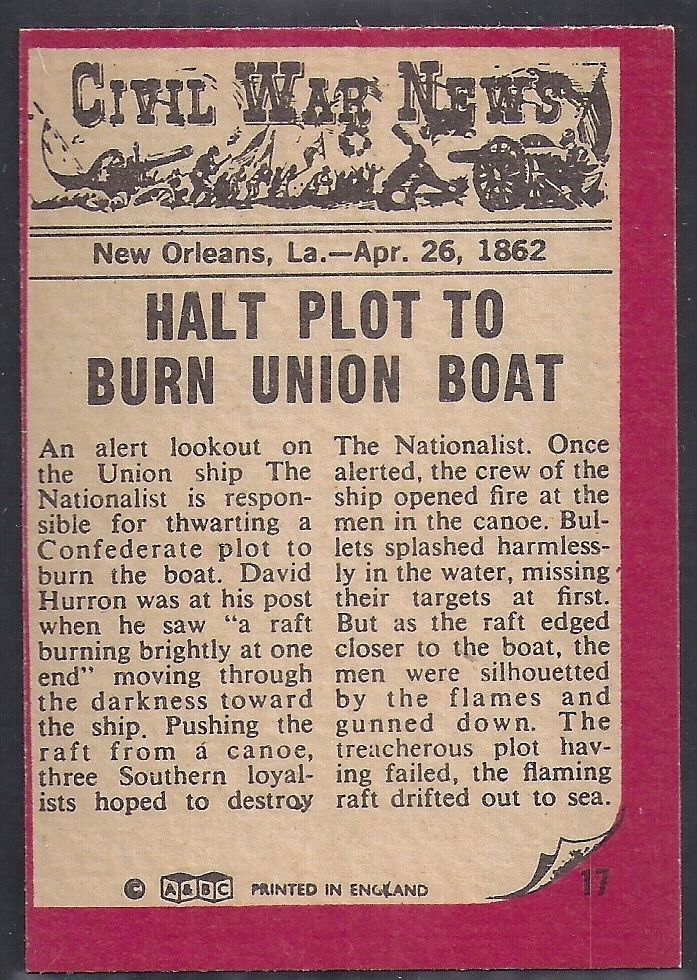 CIVIL WAR NEWS
New Orleans, La.—Apr. 26, 1862
HALT PLOT TO
BURN UNION BOAT
An alert lookout on
the Union ship The
Nationalist is respon-
sible for thwarting a
Confederate plot to
burn the boat. David
Hurron was at his post
when he saw “a raft
burning brightly at one
end” moving through
the darkness toward
the ship. Pushing the
raft from a canoe,
three Southern loyal-
ists hoped to destroy
The Nationalist. Once
alerted, the crew of the
ship opened fire at the
men in the canoe. Bul-
lets splashed harmless-
ly in the water, missing
their targets at first.
But as the raft edged
closer to the boat, the
men were silhouetted
by the flames and
gunned down. The
treacherous plot hav-
ing failed, the flaming
raft drifted out to sea.
© A&BC PRINTED IN ENGLAND
17